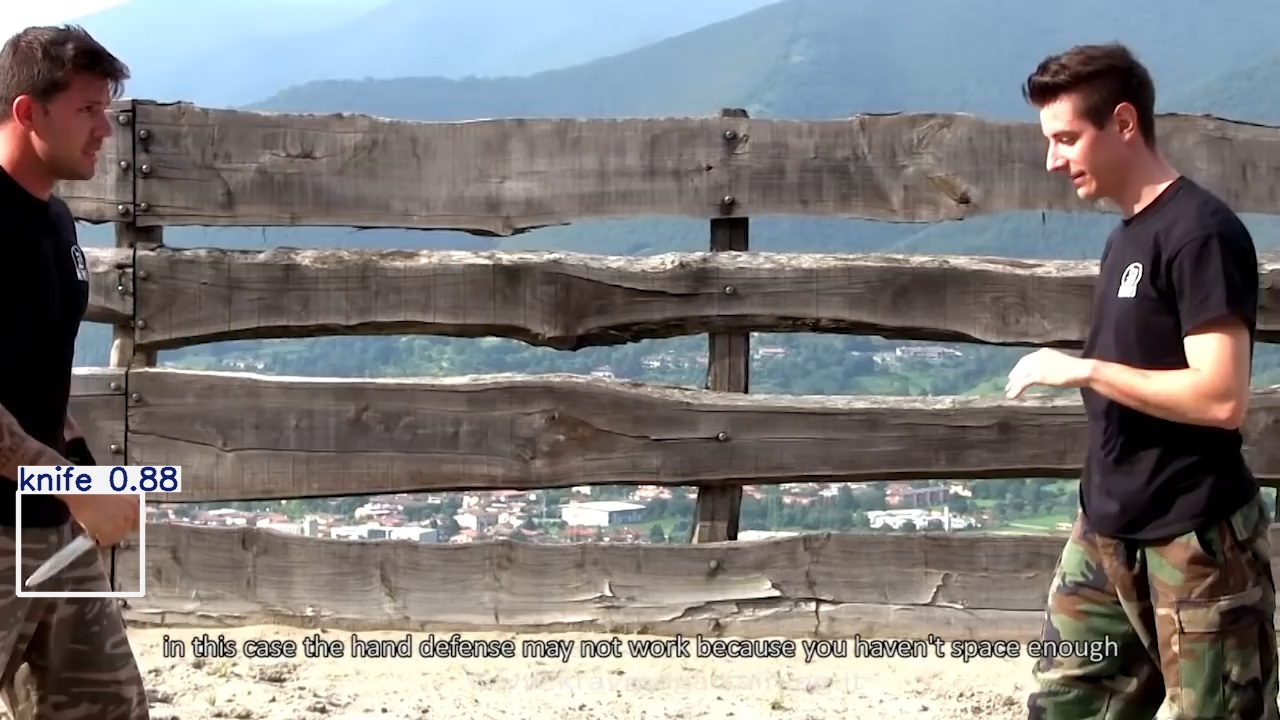 knife 0.88
in this case the hand defense may not work because you haven't space enough